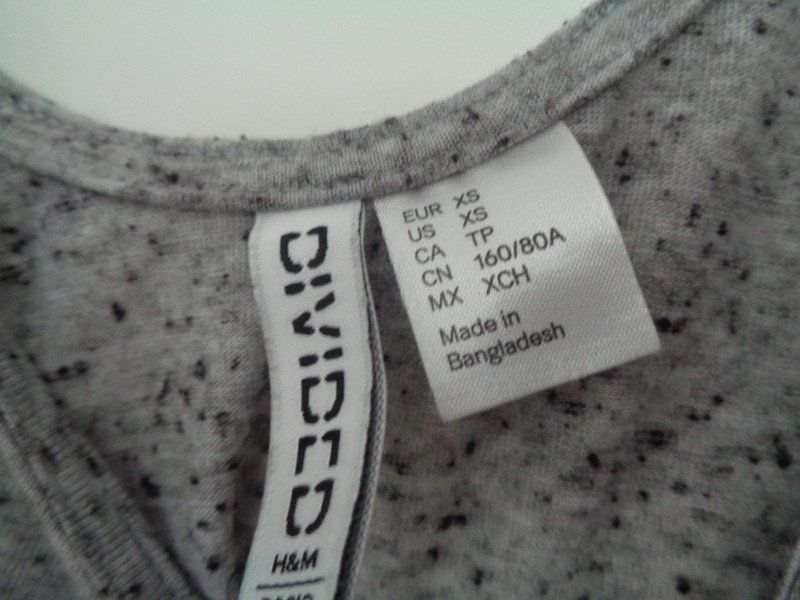 DIVIDED
H&M
EUR XS
US XS
CA TP
CN 160/80A
MX XCH
Made in
Bangladesh